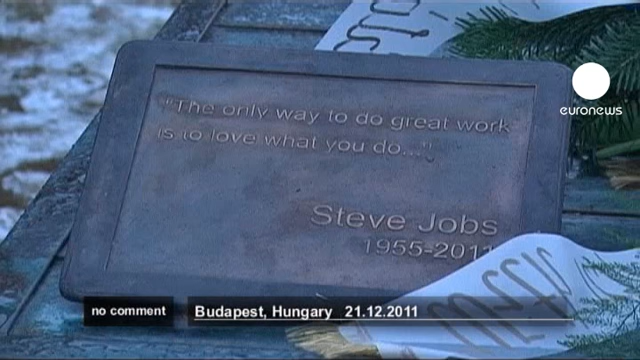 euronews
"The only way to do great work
is to love what you do..."
Steve Jobs
1955-2011
no comment
Budapest, Hungary 21.12.2011